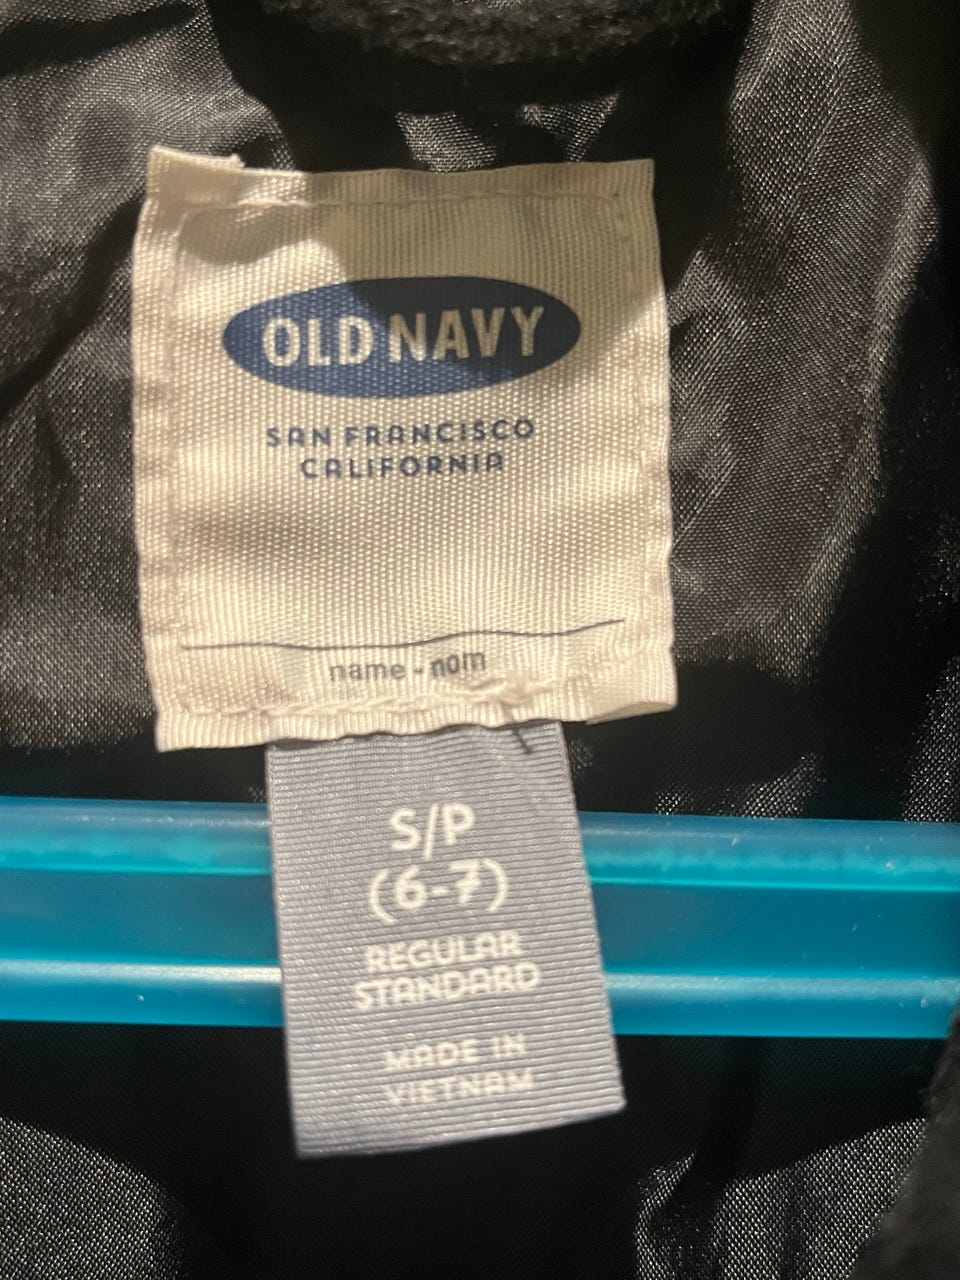 OLD NAVY
SAN FRANCISCO
CALIFORNIA
name - nom
S/P
(6-7)
REGULAR
STANDARD
MADE IN
VIETNAM